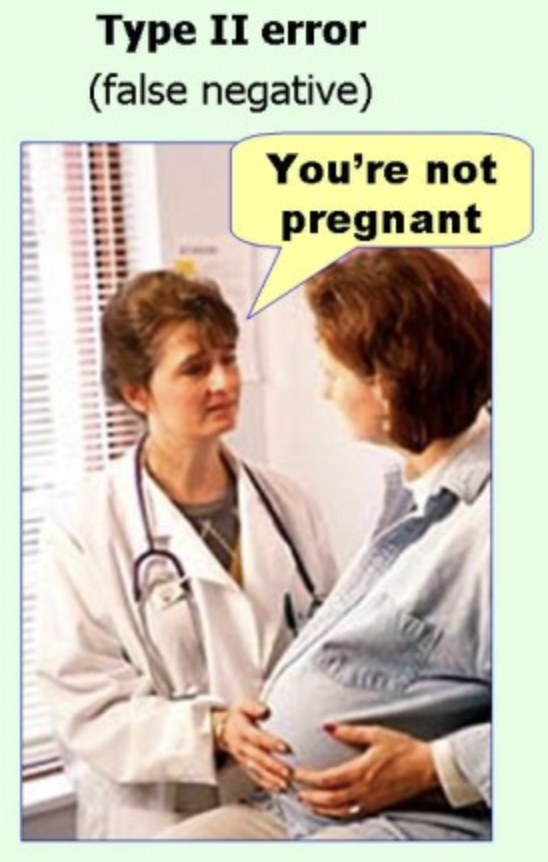 Type II error
(false negative)
You're not
pregnant